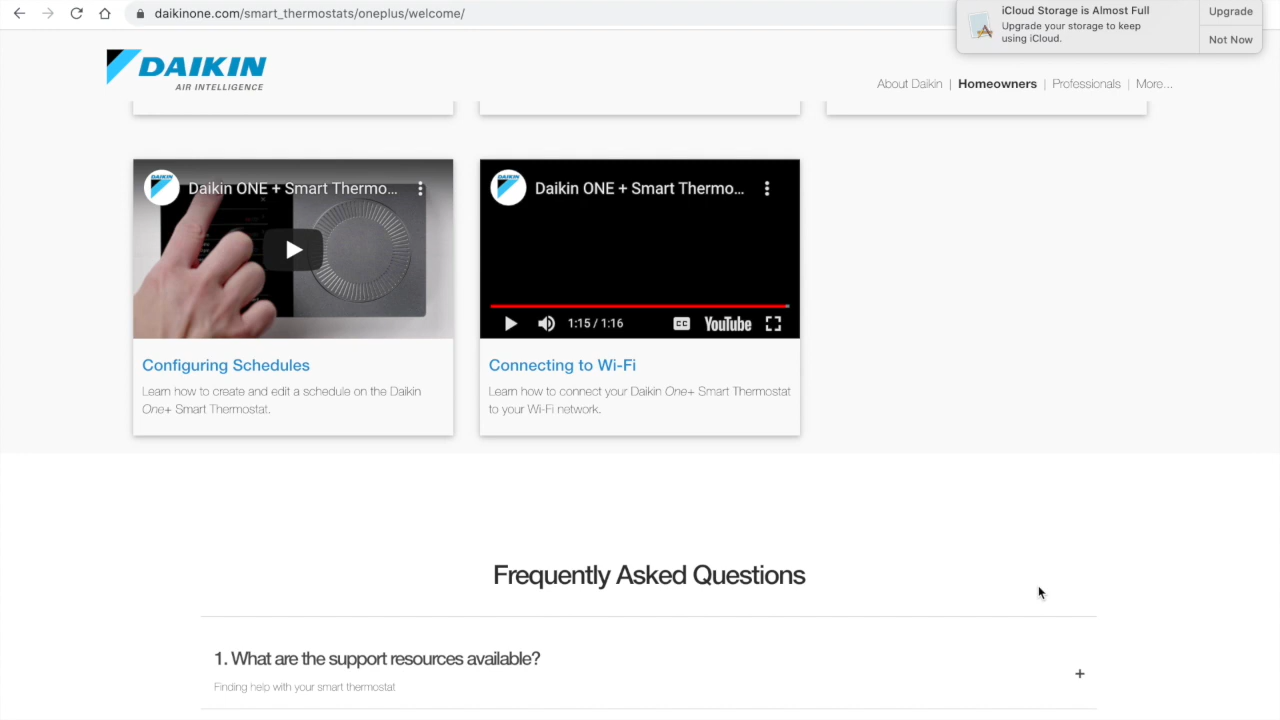 daikinone.com/smart_thermostats/oneplus/welcome/
iCloud Storage is Almost Full
Upgrade your storage to keep
using iCloud.
Upgrade
Not Now
DAIKIN
AIR INTELLIGENCE
About Daikin | Homeowners | Professionals | More...
DAIKIN
Daikin ONE + Smart Thermo...
DAIKIN
Daikin ONE + Smart Thermo...
1:15 / 1:16
CC
YouTube
Configuring Schedules
Learn how to create and edit a schedule on the Daikin
One+ Smart Thermostat.
Connecting to Wi-Fi
Learn how to connect your Daikin One+ Smart Thermostat
to your Wi-Fi network.
Frequently Asked Questions
1. What are the support resources available?
+
Finding help with your smart thermostat